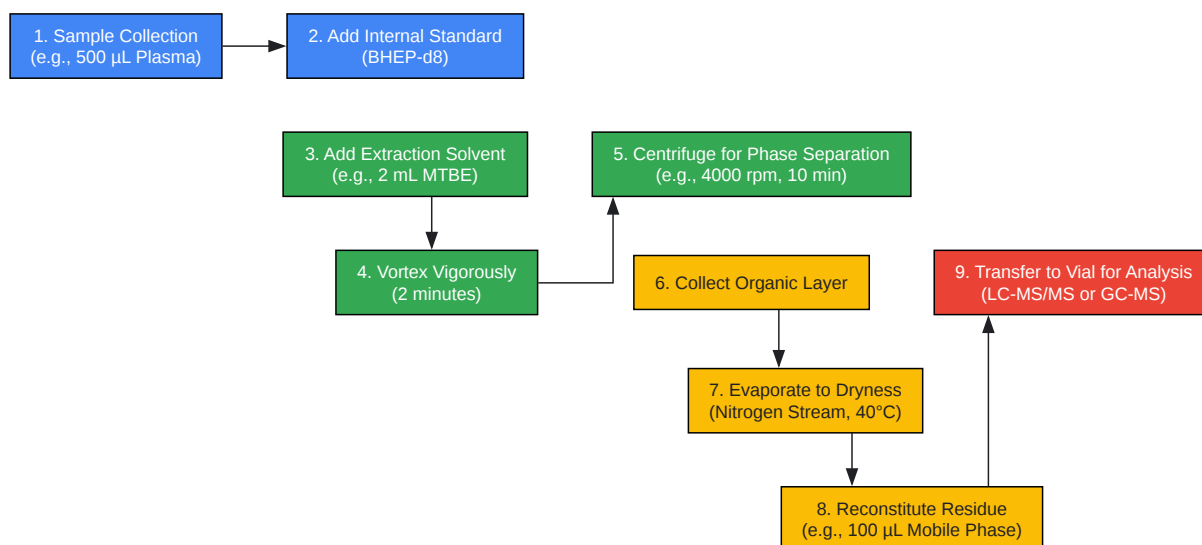 1. Sample Collection
(e.g., 500 µL Plasma)
2. Add Internal Standard
(BHEP-d8)
3. Add Extraction Solvent
(e.g., 2 mL MTBE)
4. Vortex Vigorously
(2 minutes)
5. Centrifuge for Phase Separation
(e.g., 4000 rpm, 10 min)
6. Collect Organic Layer
7. Evaporate to Dryness
(Nitrogen Stream, 40°C)
8. Reconstitute Residue
(e.g., 100 µL Mobile Phase)
9. Transfer to Vial for Analysis
(LC-MS/MS or GC-MS)